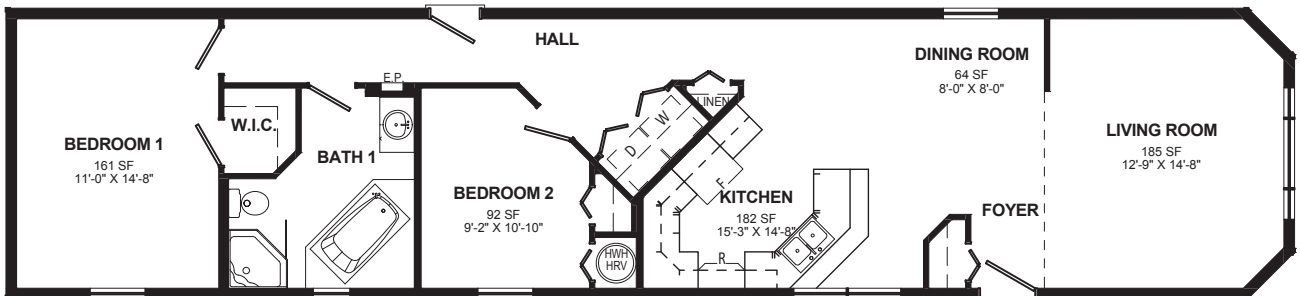 HALL
DINING ROOM
64 SF
8'-0" X 8'-0"
E.P.
LINEN
W
D
W.I.C.
BEDROOM 1
161 SF
11'-0" X 14'-8"
BATH 1
LIVING ROOM
185 SF
12'-9" X 14'-8"
BEDROOM 2
92 SF
9'-2" X 10'-10"
F
KITCHEN
182 SF
15'-3" X 14'-8"
FOYER
HWH
HRV
R